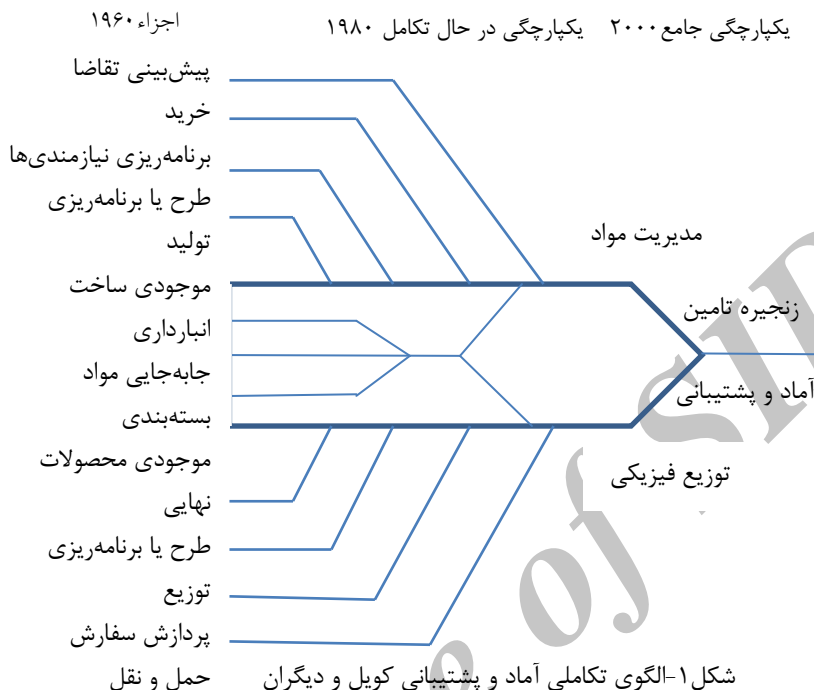 اجزاء ۱۹۶۰
یکپارچگی در حال تکامل ۱۹۸۰
یکپارچگی جامع ۲۰۰۰
پیش‌بینی تقاضا
خرید
برنامه‌ریزی نیازمندی‌ها
طرح یا برنامه‌ریزی
تولید
موجودی ساخت
انبارداری
جابه‌جایی مواد
بسته‌بندی
موجودی محصولات
نهایی
طرح یا برنامه‌ریزی
توزیع
پردازش سفارش
حمل و نقل
مدیریت مواد
زنجیره تامین
آماد و پشتیبانی
توزیع فیزیکی
شکل۱-الگوی تکاملی آماد و پشتیبانی کویل و دیگران
of SID